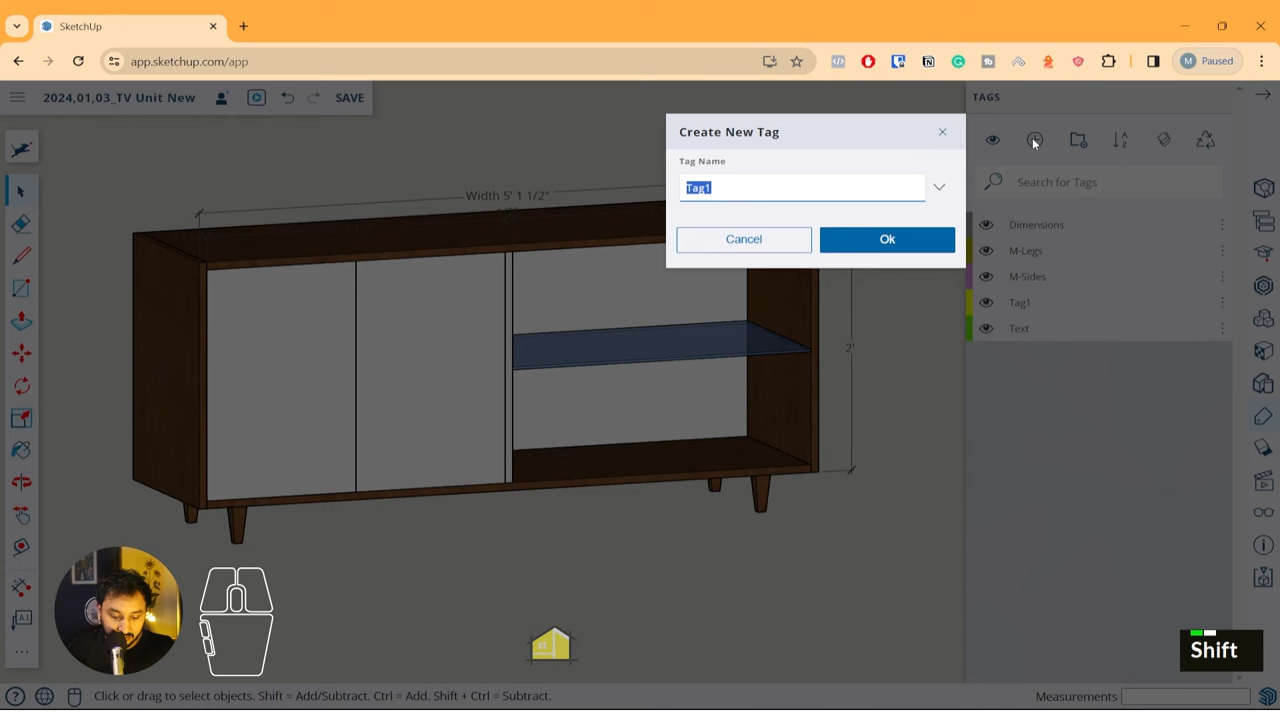 SketchUp
app.sketchup.com/app
M Paused
2024,01,03_TV Unit New
SAVE
TAGS
Create New Tag
Tag Name
Tag1
Cancel
Ok
Search for Tags
Dimensions
M-Legs
M-Sides
Tag1
Text
Width 5' 1 1/2"
2'
A1
Shift
Click or drag to select objects. Shift = Add/Subtract. Ctrl = Add. Shift + Ctrl = Subtract.
Measurements